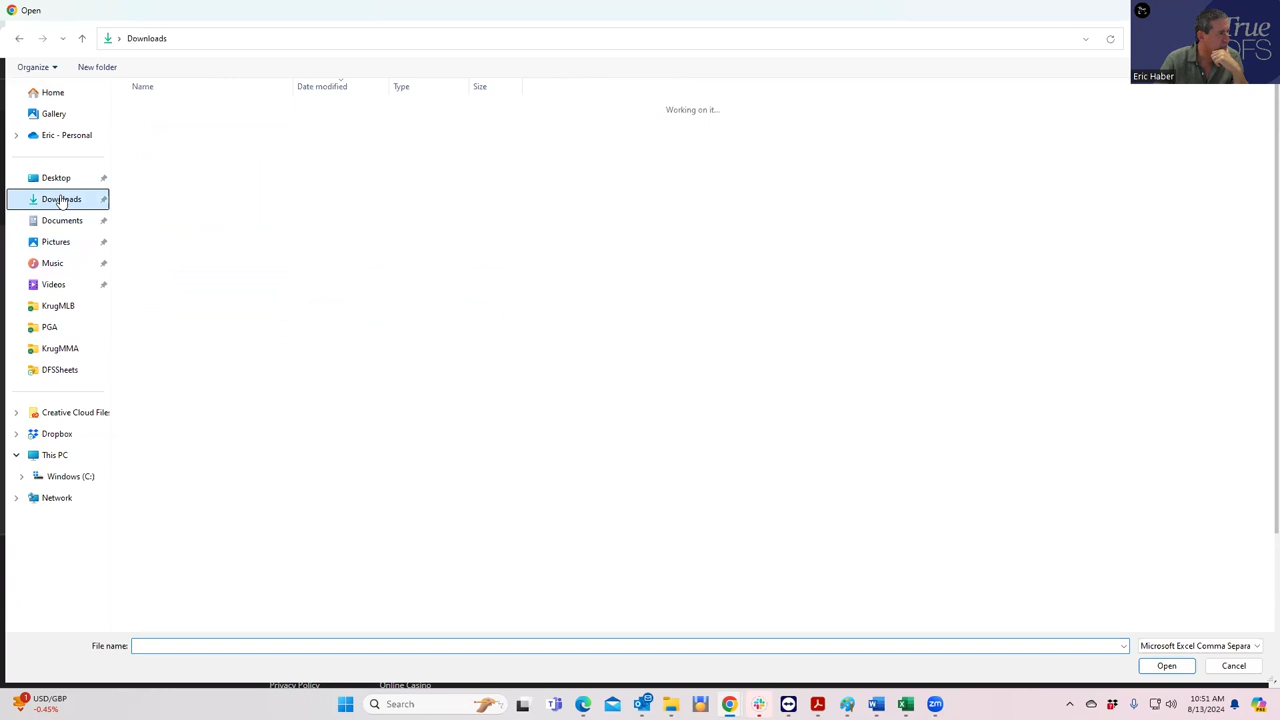 Open
Downloads
True
DFS
Eric Haber
Organize
New folder
Name
Date modified
Type
Size
Working on it...
Home
Gallery
Eric - Personal
Desktop
Downloads
Documents
Pictures
Music
Videos
KrugMLB
PGA
KrugMMA
DFSSheets
Creative Cloud Files
Dropbox
This PC
Windows (C:)
Network
File name:
Microsoft Excel Comma Separa
Open
Cancel
Privacy Policy
Online Casino
USD/GBP
-0.45%
Search
10:51 AM
8/13/2024